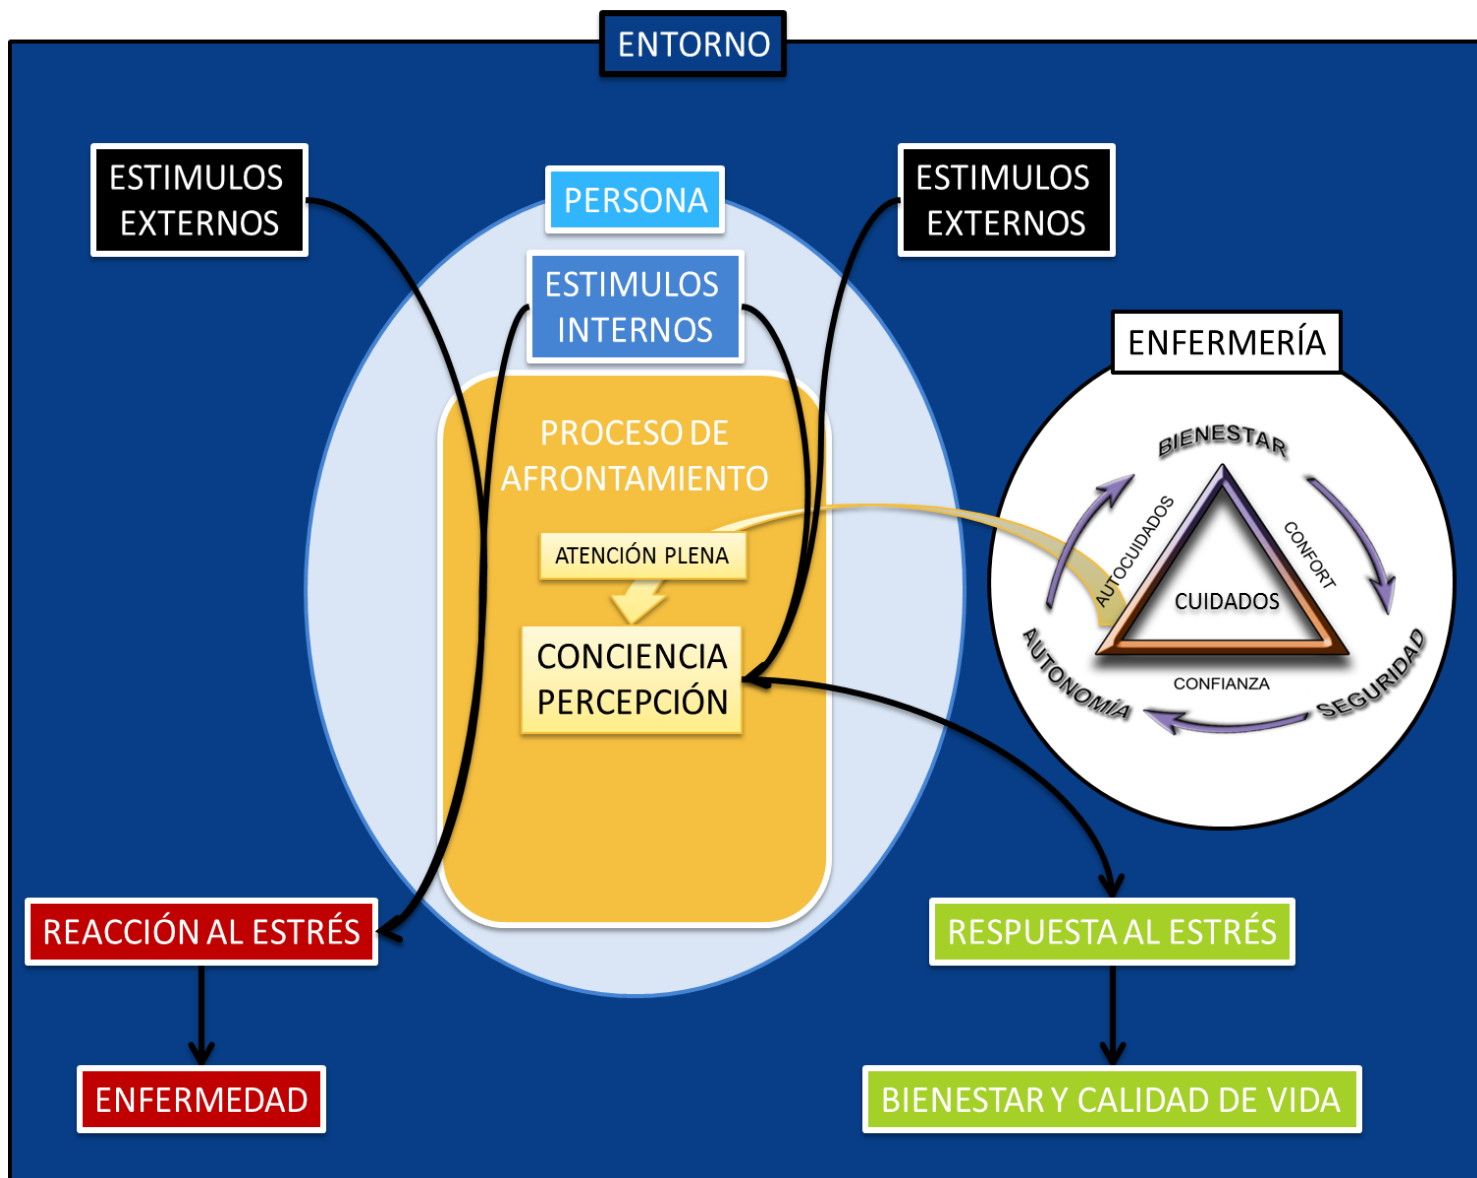 ENTORNO
ESTIMULOS
EXTERNOS
PERSONA
ESTIMULOS
EXTERNOS
ESTIMULOS
INTERNOS
ENFERMERÍA
PROCESO DE
AFRONTAMIENTO
BIENESTAR
AUTOCUIDADOS
CONFORT
ATENCIÓN PLENA
CUIDADOS
CONCIENCIA
PERCEPCIÓN
AUTONOMÍA
CONFIANZA
SEGURIDAD
REACCIÓN AL ESTRÉS
RESPUESTA AL ESTRÉS
ENFERMEDAD
BIENESTAR Y CALIDAD DE VIDA